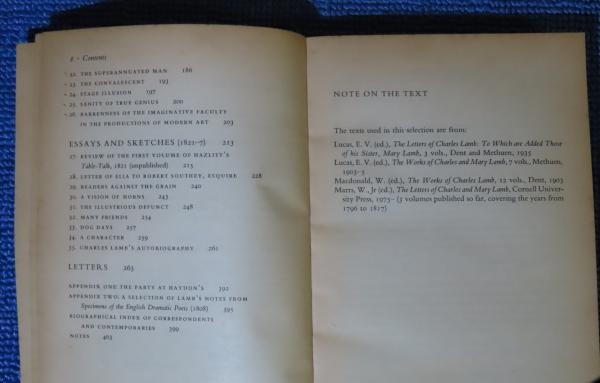 8 · Contents
22. THE SUPERANNUATED MAN 186
23. THE CONVALESCENT 193
24. STAGE ILLUSION 197
25. SANITY OF TRUE GENIUS 200
26. BARRENNESS OF THE IMAGINATIVE FACULTY
IN THE PRODUCTIONS OF MODERN ART 203
ESSAYS AND SKETCHES (1821-7) 213
27. REVIEW OF THE FIRST VOLUME OF HAZLITT'S
Table-Talk, 1821 (unpublished) 215
28. LETTER OF ELIA TO ROBERT SOUTHEY, ESQUIRE 228
29. READERS AGAINST THE GRAIN 240
30. A VISION OF HORNS 243
31. THE ILLUSTRIOUS DEFUNCT 248
32. MANY FRIENDS 254
33. DOG DAYS 257
34. A CHARACTER 259
35. CHARLES LAMB'S AUTOBIOGRAPHY 261
LETTERS 263
APPENDIX ONE: THE PARTY AT HAYDON'S 392
APPENDIX TWO: A SELECTION OF LAMB'S NOTES FROM
Specimens of the English Dramatic Poets (1808) 395
BIOGRAPHICAL INDEX OF CORRESPONDENTS
AND CONTEMPORARIES 399
NOTES 403
NOTE ON THE TEXT
The texts used in this selection are from:
Lucas, E. V. (ed.), The Letters of Charles Lamb: To Which are Added Those
of his Sister, Mary Lamb, 3 vols., Dent and Methuen, 1935
Lucas, E. V. (ed.), The Works of Charles and Mary Lamb, 7 vols., Methuen,
1903-5
Macdonald, W. (ed.), The Works of Charles Lamb, 12 vols., Dent, 1903
Marrs, W., Jr (ed.), The Letters of Charles and Mary Lamb, Cornell Univer-
sity Press, 1975- (3 volumes published so far, covering the years from
1796 to 1817)